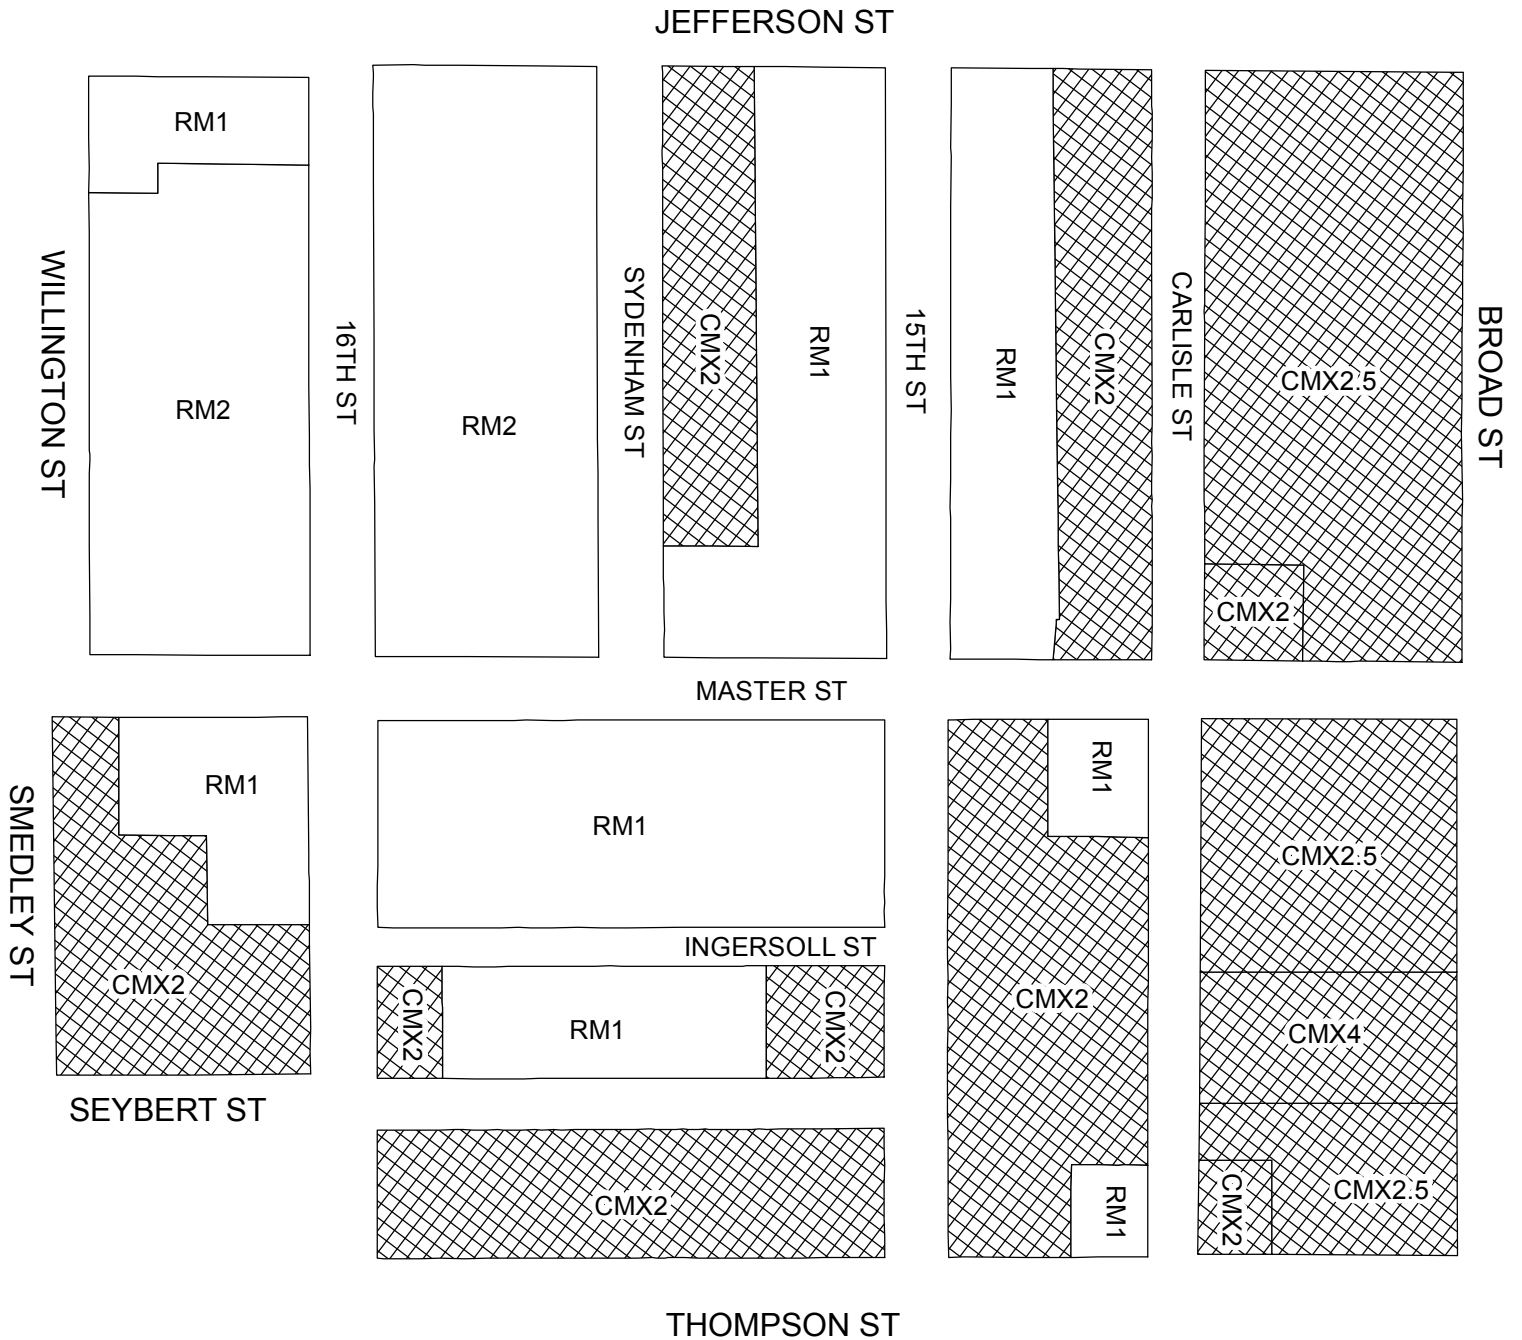 JEFFERSON ST
RM1
WILLINGTON ST
RM2
16TH ST
RM2
SYDENHAM ST
CMX2
RM1
15TH ST
RM1
CMX2
CARLISLE ST
CMX2.5
BROAD ST
CMX2
MASTER ST
SMEDLEY ST
RM1
CMX2
SEYBERT ST
RM1
INGERSOLL ST
CMX2
RM1
CMX2
CMX2
RM1
CMX2
RM1
CMX2.5
CMX4
CMX2
CMX2.5
THOMPSON ST